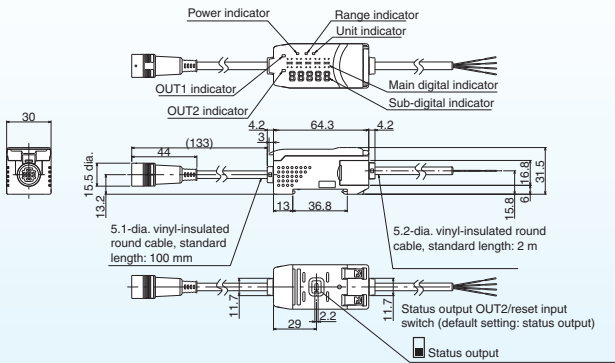 Power indicator
Range indicator
Unit indicator
OUT1 indicator
OUT2 indicator
Main digital indicator
Sub-digital indicator
30
4.2
64.3
4.2
(133)
3
44
15.5 dia.
13.2
13
36.8
15.8
6
16.8
31.5
5.1-dia. vinyl-insulated
round cable, standard
length: 100 mm
5.2-dia. vinyl-insulated round
cable, standard length: 2 m
11.7
29
2.2
11.7
Status output OUT2/reset input
switch (default setting: status output)
Status output